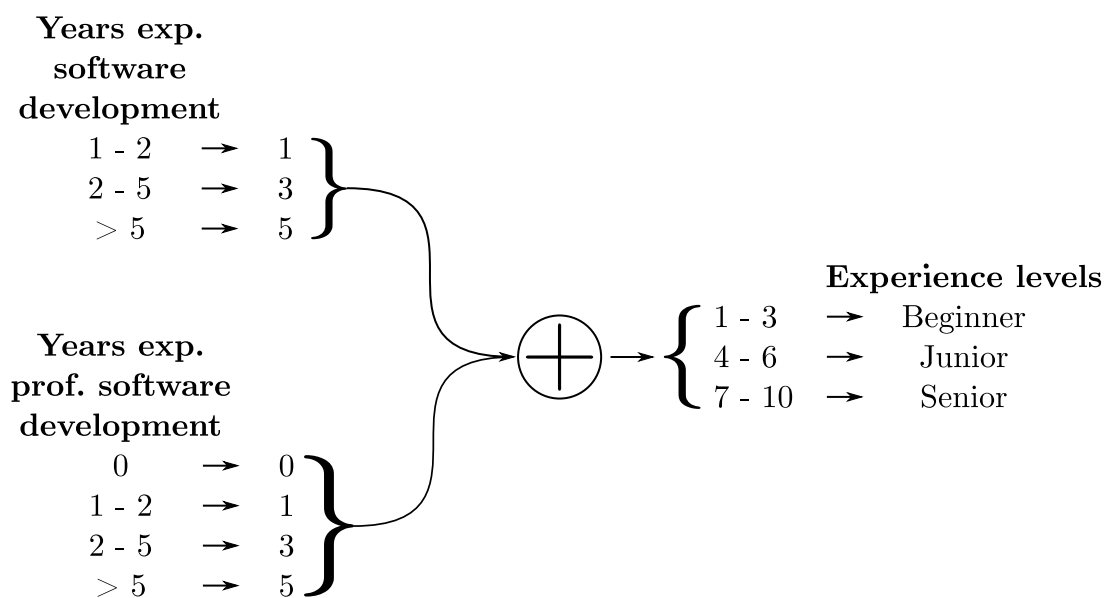 Years exp.
software
development
1 - 2 → 1
2 - 5 → 3
> 5 → 5
Years exp.
prof. software
development
0 → 0
1 - 2 → 1
2 - 5 → 3
> 5 → 5
Experience levels
1 - 3 → Beginner
4 - 6 → Junior
7 - 10 → Senior